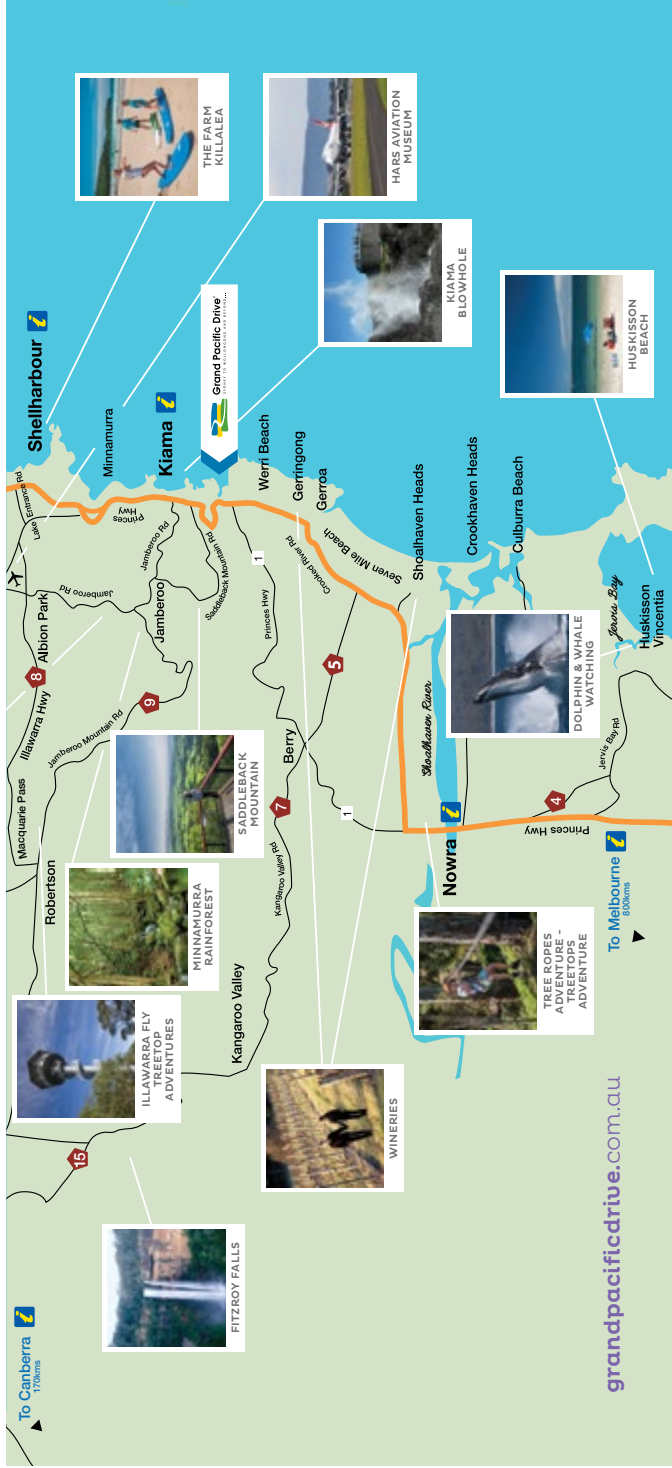 Shellharbour
i
THE FARM
KILLALEA
HARS AVIATION
MUSEUM
Lake Entrance Rd
Minnamurra
Kiama
i
Grand Pacific Drive
SYDNEY TO WOLLONGONG AND BEYOND...
KIAMA
BLOWHOLE
HUSKISSON
BEACH
Princes
Hwy
Jamberoo Rd
Werri Beach
Gerringong
Gerroa
Shoalhaven Heads
Crookhaven Heads
Culburra Beach
Albion Park
Jamberoo Rd
Jamberoo
Saddleback Mountain Rd
1
Princes Hwy
Crooked River Rd
Seven Mile Beach
Jervis Bay
Huskisson
Vincentia
8
Illawarra Hwy
9
Jamberoo Mountain Rd
5
Shoalhaven River
DOLPHIN & WHALE
WATCHING
Macquarie Pass
Robertson
SADDLEBACK
MOUNTAIN
Berry
7
1
Kangaroo Valley Rd
Nowra
i
4
Jervis Bay Rd
Princes Hwy
To Melbourne
i
800kms
MINNAMURRA
RAINFOREST
ILLAWARRA FLY
TREETOP
ADVENTURES
Kangaroo Valley
TREE ROPES
ADVENTURE -
TREETOPS
ADVENTURE
WINERIES
15
FITZROY FALLS
To Canberra
i
170kms
grandpacificdrive.com.au